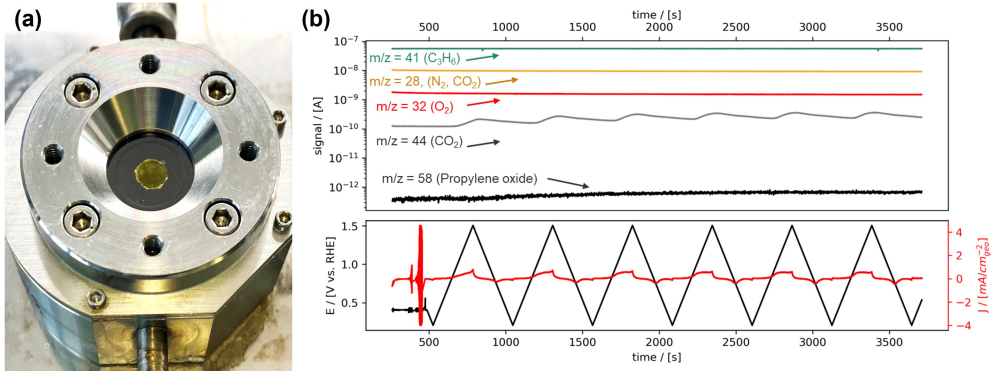 (a)
(b)
time / [s]
500 1000 1500 2000 2500 3000 3500
signal / [A]
10⁻⁷
10⁻⁸
10⁻⁹
10⁻¹⁰
10⁻¹¹
10⁻¹²
m/z = 41 (C₃H₆)
m/z = 28, (N₂, CO₂)
m/z = 32 (O₂)
m/z = 44 (CO₂)
m/z = 58 (Propylene oxide)
E / [V vs. RHE]
1.5
1.0
0.5
4
2
0
−2
−4
J / [mA/cm⁻²geo]
500 1000 1500 2000 2500 3000 3500
time / [s]